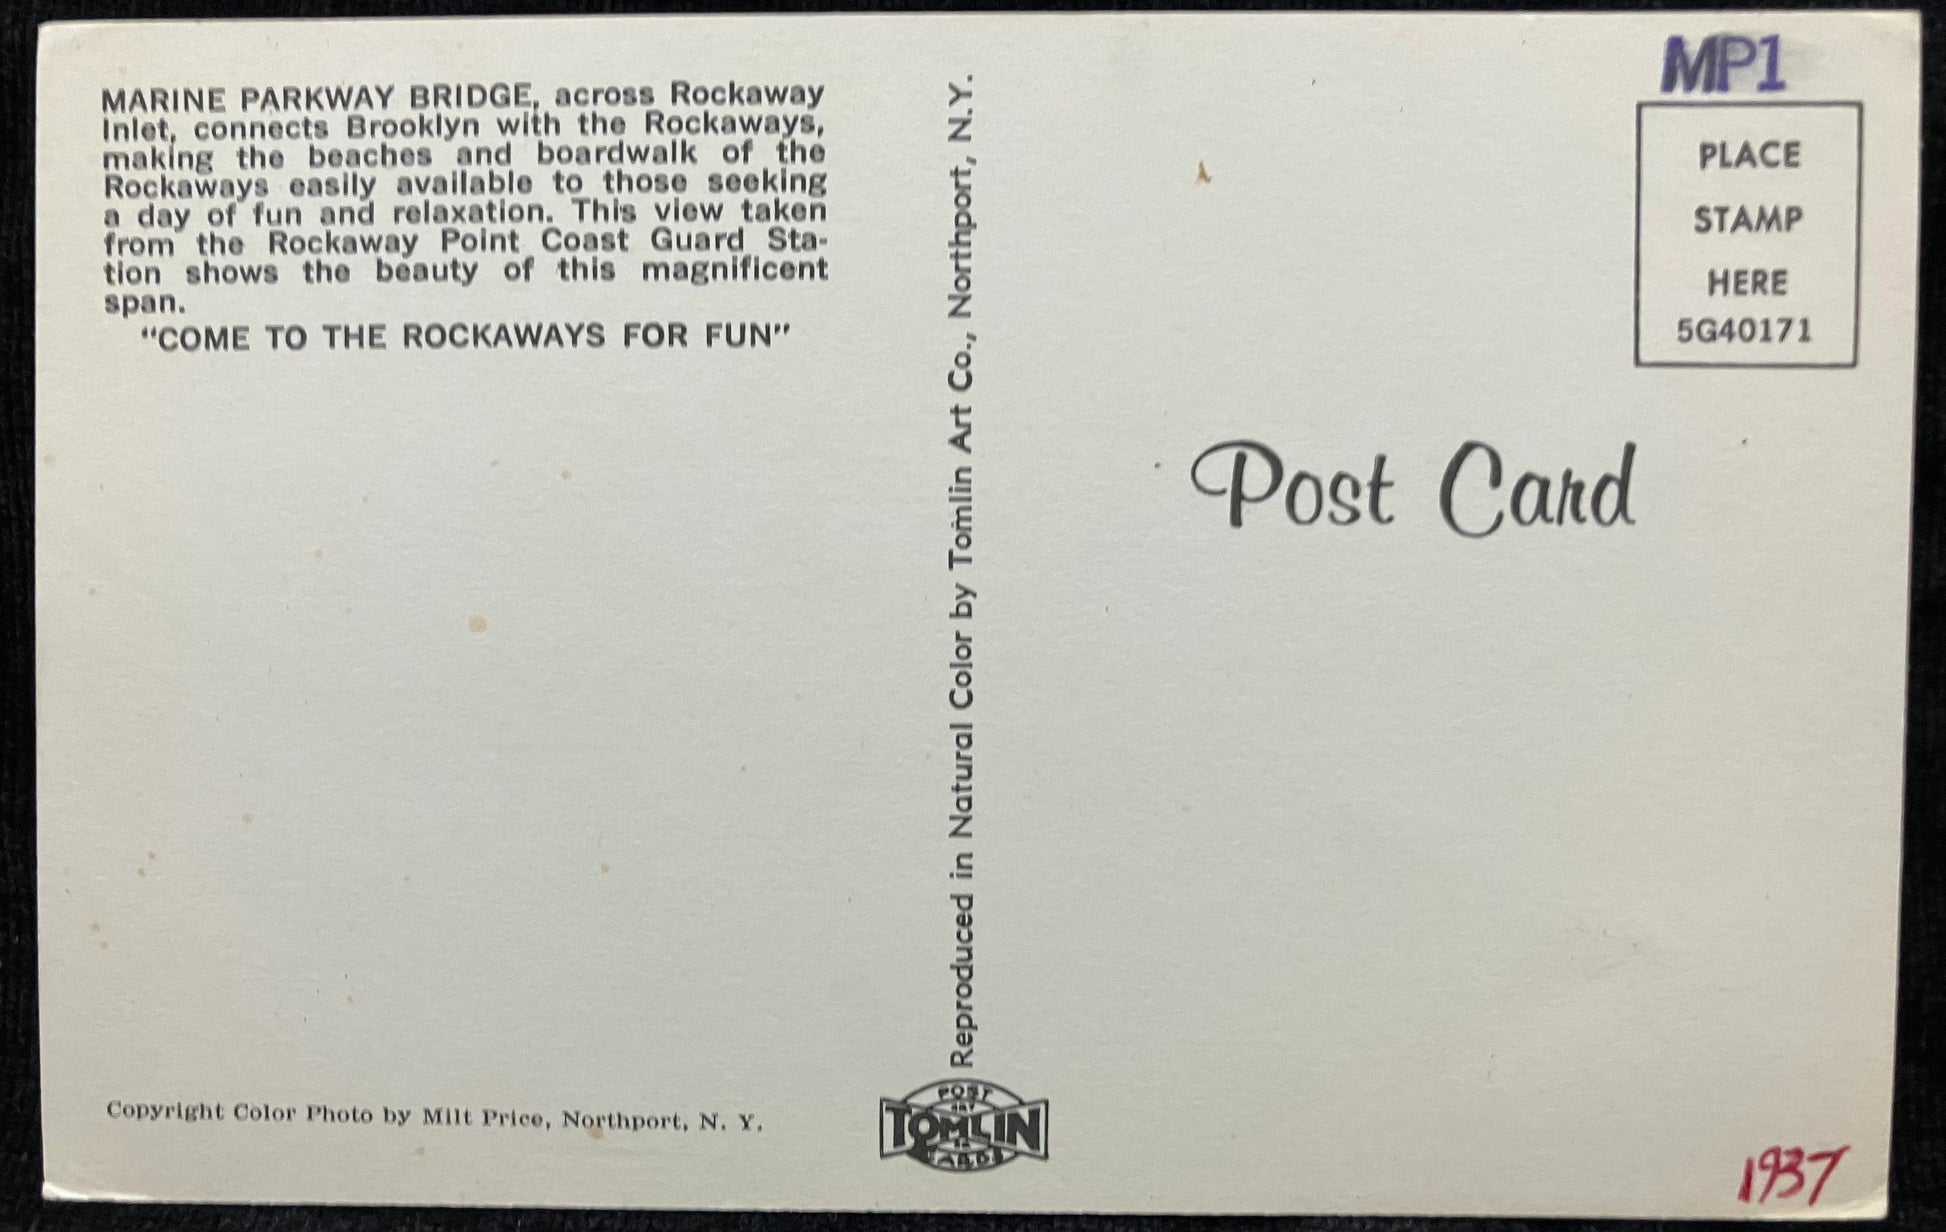 MARINE PARKWAY BRIDGE, across Rockaway
Inlet, connects Brooklyn with the Rockaways,
making the beaches and boardwalk of the
Rockaways easily available to those seeking
a day of fun and relaxation. This view taken
from the Rockaway Point Coast Guard Sta-
tion shows the beauty of this magnificent
span.
"COME TO THE ROCKAWAYS FOR FUN"
Copyright Color Photo by Milt Price, Northport, N. Y.
Reproduced in Natural Color by Tomlin Art Co., Northport, N.Y.
POST
ART
TOMLIN
CO
CARDS
MP1
PLACE
STAMP
HERE
5G40171
Post Card
1937